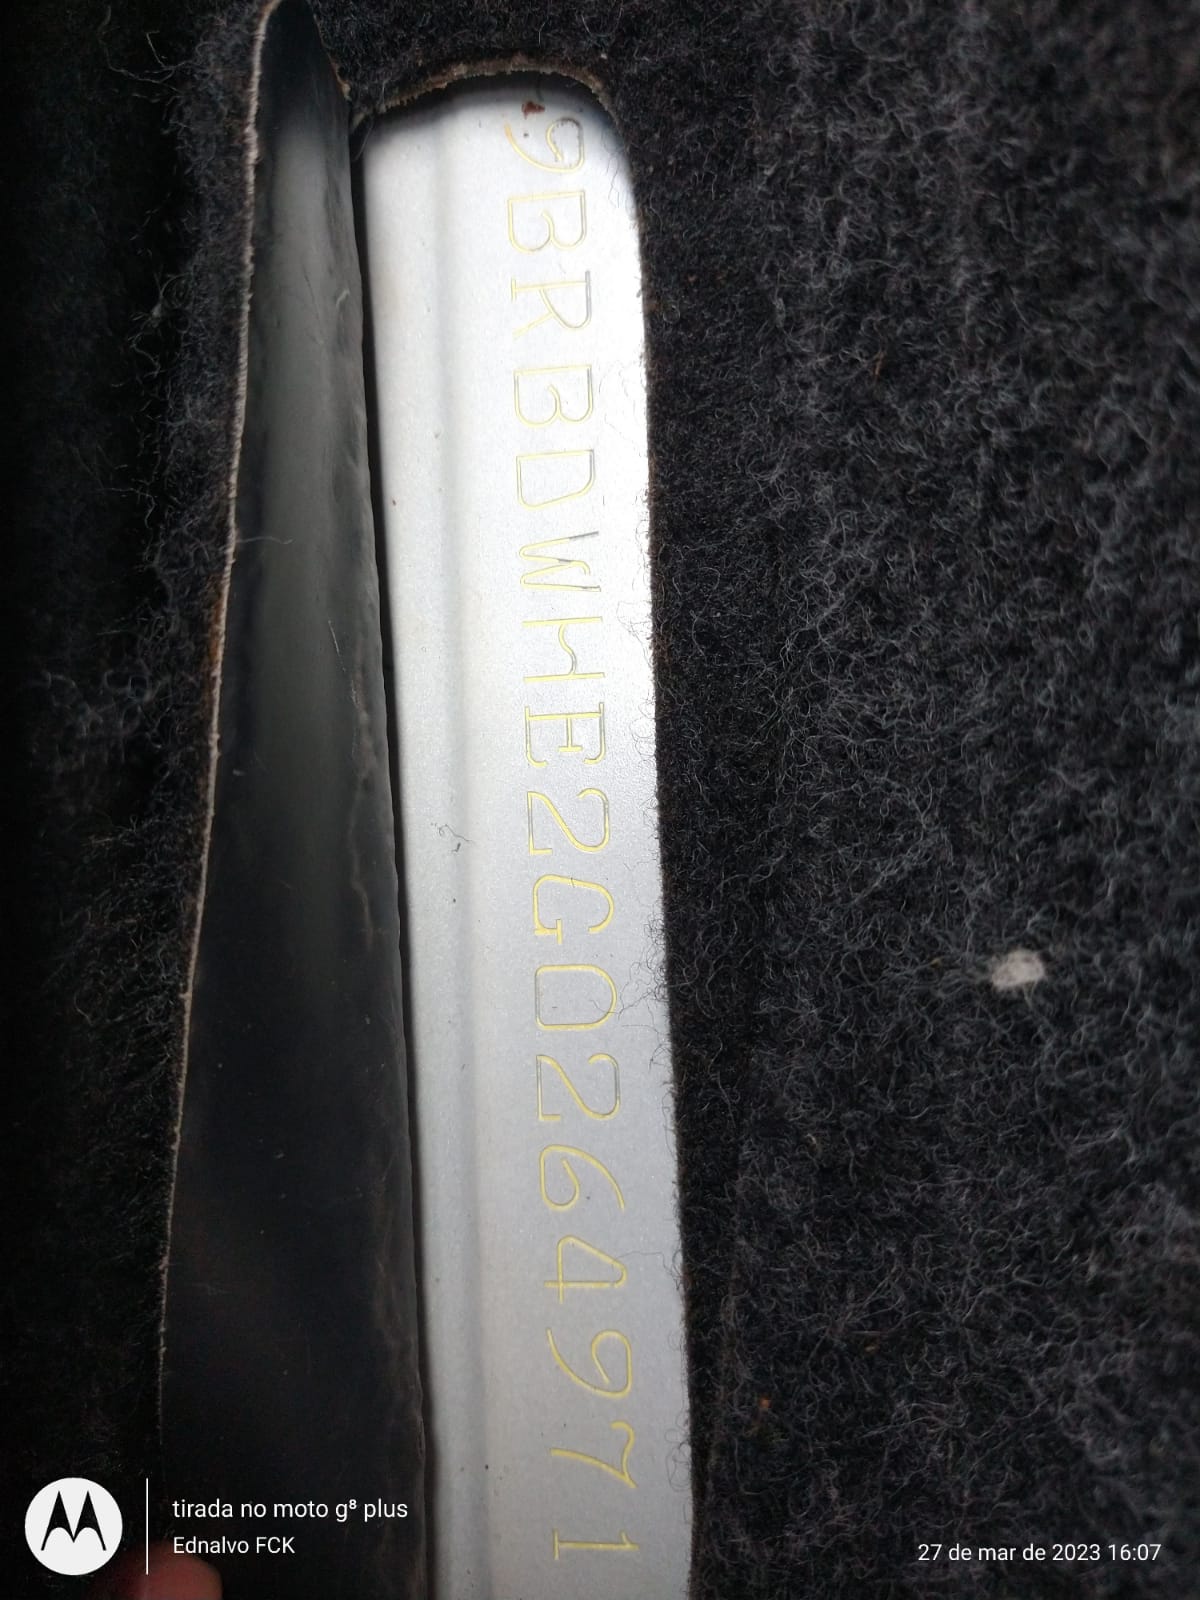 9BRBDWHE2G0264971
tirada no moto g⁸ plus
Ednalvo FCK
27 de mar de 2023 16:07